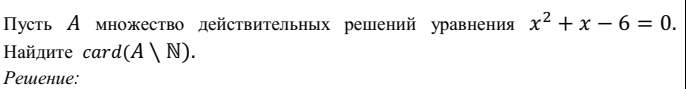 Пусть A множество действительных решений уравнения x² + x − 6 = 0.
Найдите card(A \ ℕ).
Решение: